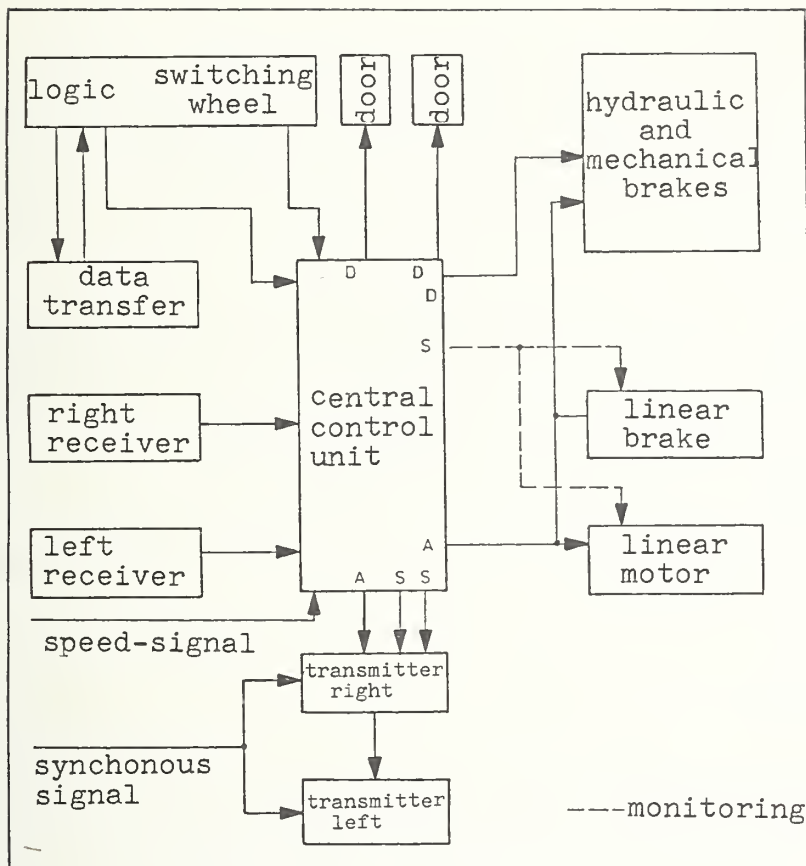 logic
switching
wheel
door
door
hydraulic
and
mechanical
brakes
data
transfer
D
D
D
S
right
receiver
central
control
unit
linear
brake
left
receiver
A
linear
motor
A
S
S
speed-signal
transmitter
right
synchonous
signal
transmitter
left
---monitoring